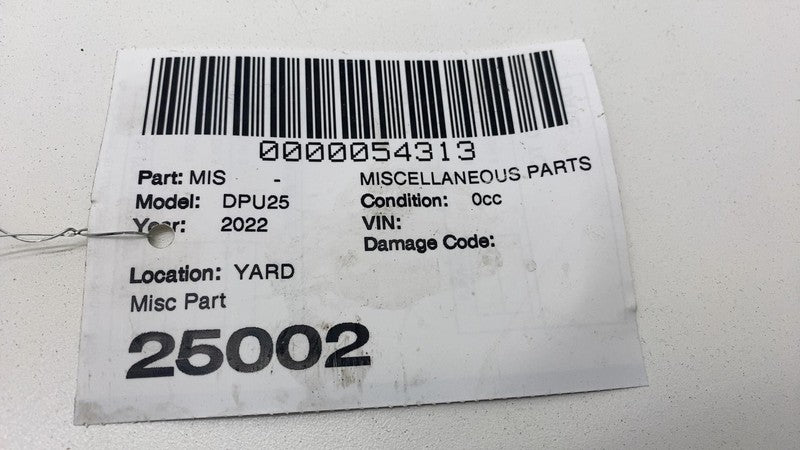 0000054313
Part: MIS - MISCELLANEOUS PARTS
Model: DPU25 Condition: 0cc
Year: 2022 VIN:
Damage Code:
Location: YARD
Misc Part
25002